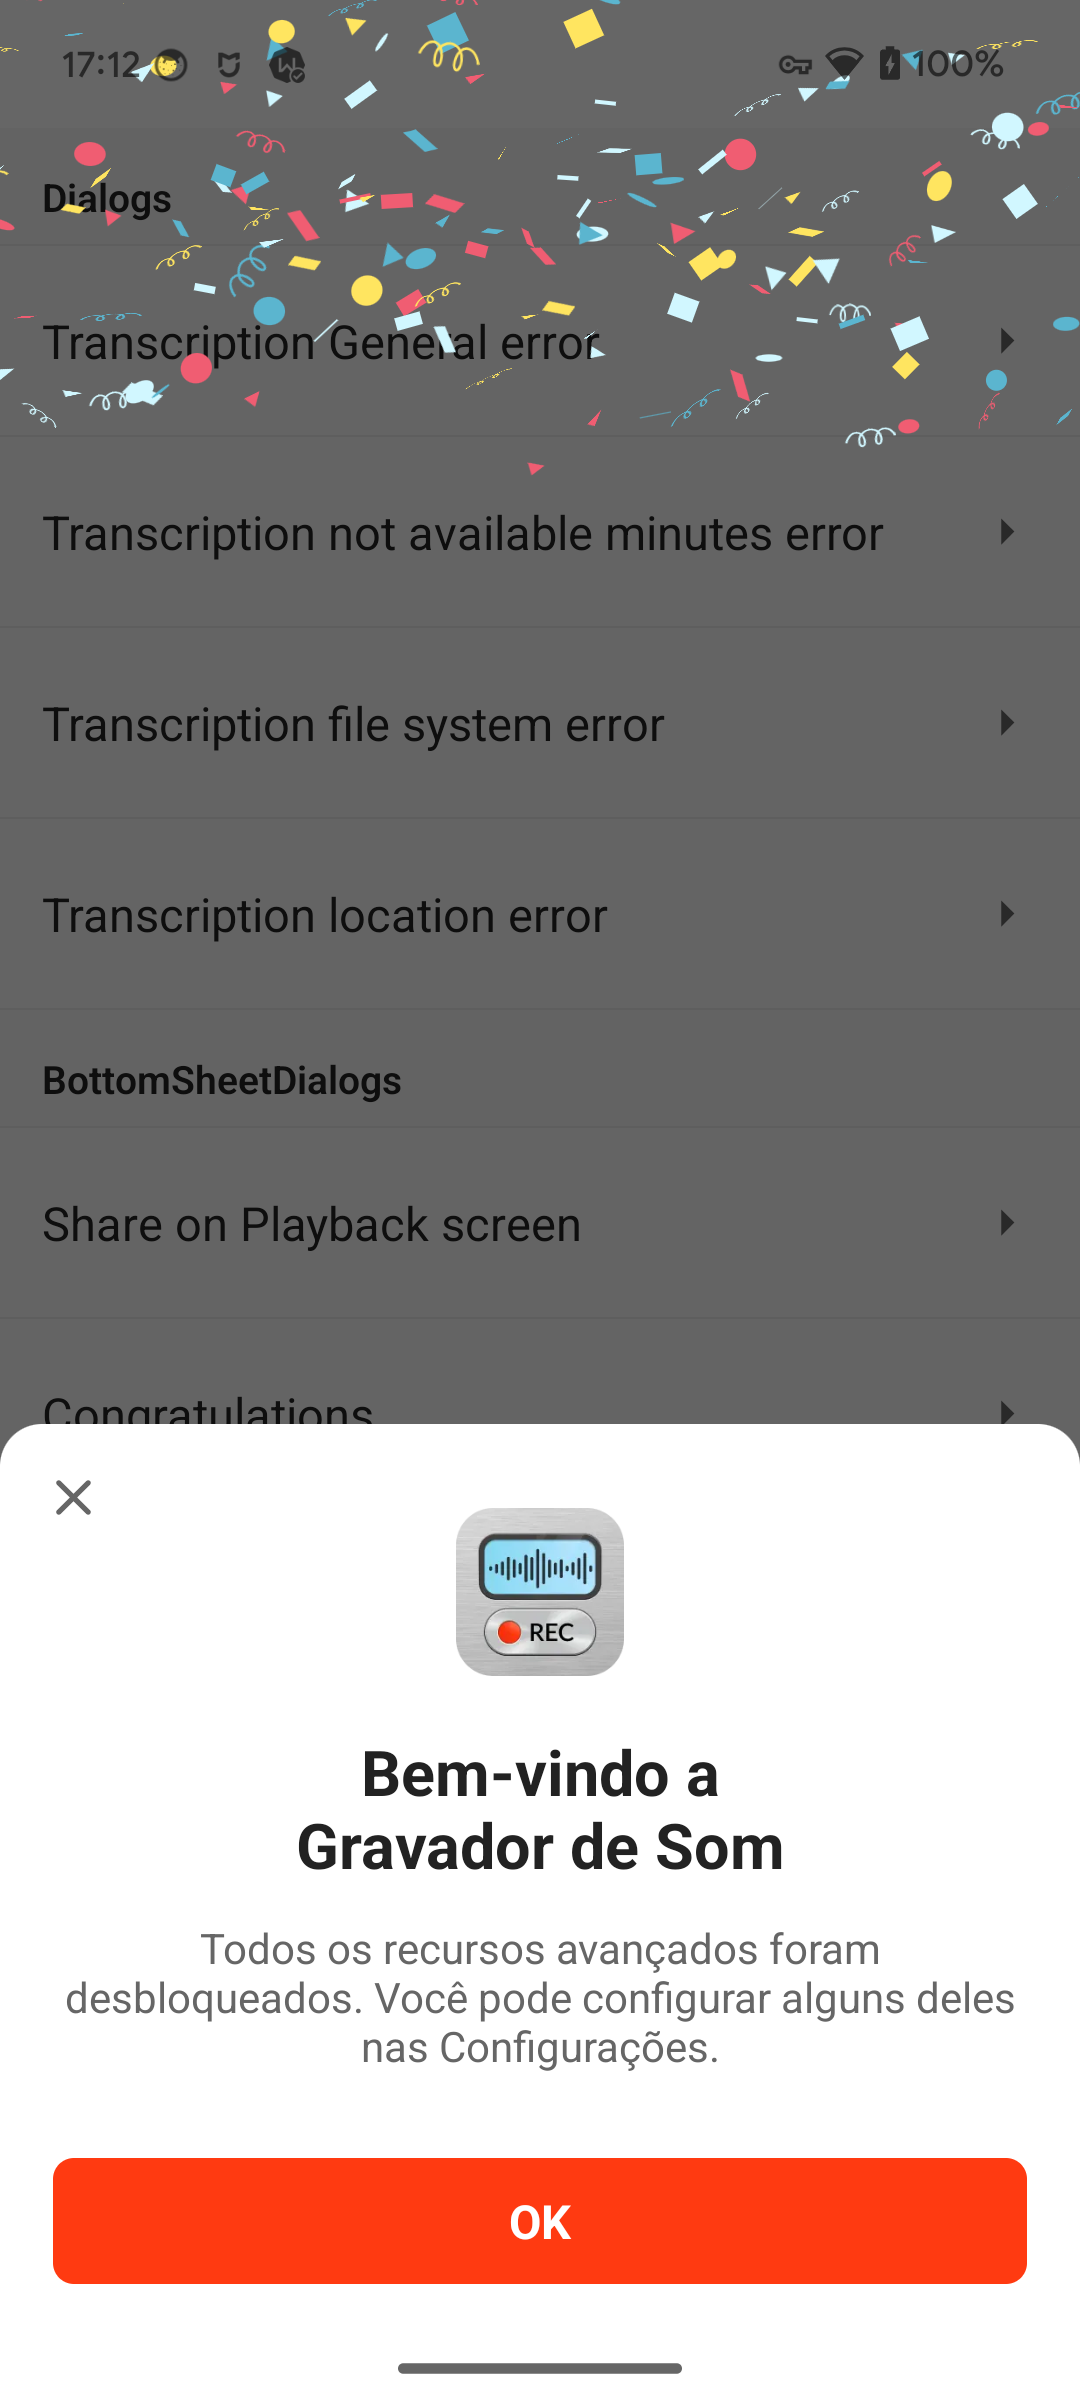 17:12
100%
Dialogs
Transcription General error
Transcription not available minutes error
Transcription file system error
Transcription location error
BottomSheetDialogs
Share on Playback screen
Congratulations
REC
Bem-vindo a
Gravador de Som
Todos os recursos avançados foram
desbloqueados. Você pode configurar alguns deles
nas Configurações.
OK